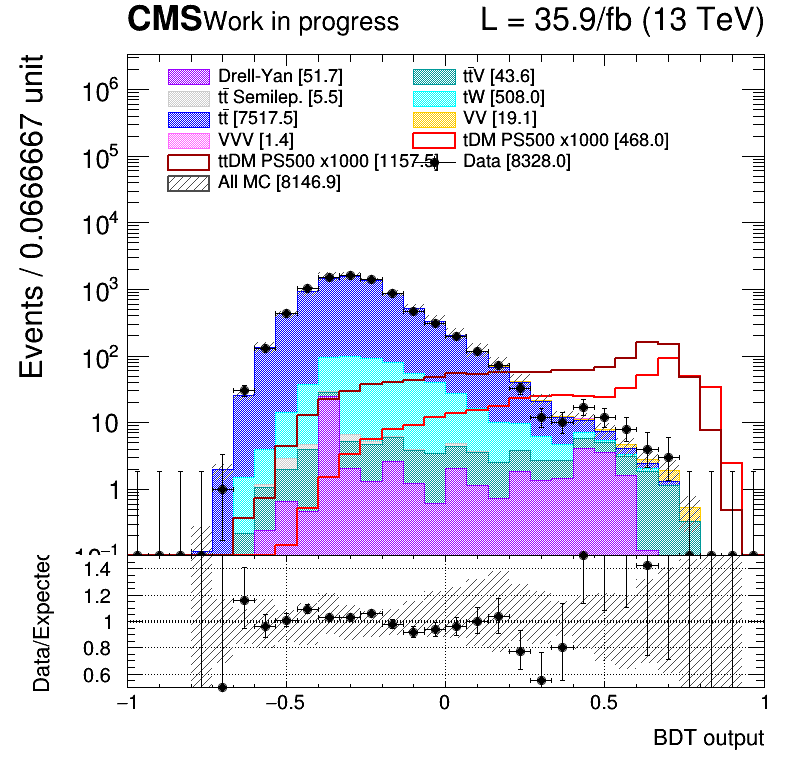 CMS Work in progress L = 35.9/fb (13 TeV)
Events / 0.0666667 unit
10⁶
10⁵
10⁴
10³
10²
10
1
10⁻¹
Drell-Yan [51.7]
tt̄V [43.6]
tt̄ Semilep. [5.5]
tW [508.0]
tt̄ [7517.5]
VV [19.1]
VVV [1.4]
tDM PS500 x1000 [468.0]
ttDM PS500 x1000 [1157.5]
Data [8328.0]
All MC [8146.9]
Data/Expected
1.4
1.2
1
0.8
0.6
−1 −0.5 0 0.5 1
BDT output